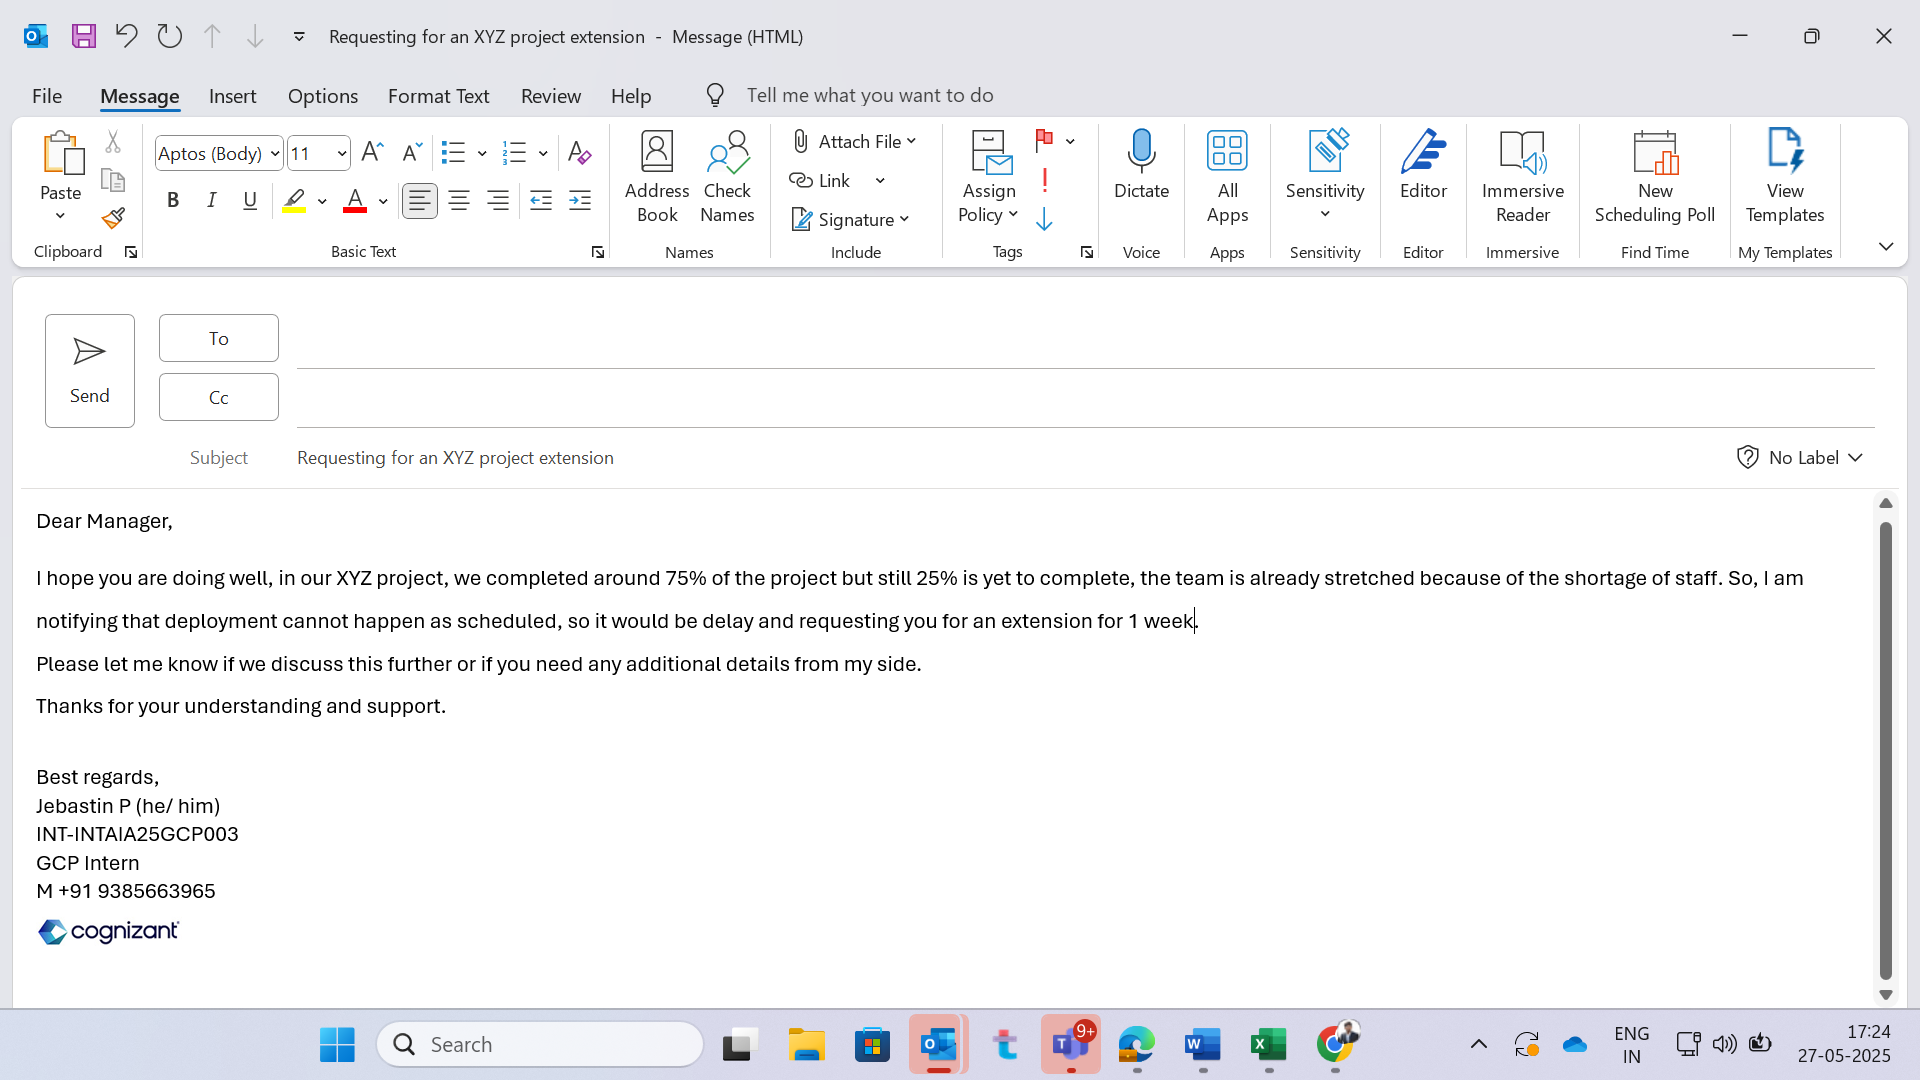 Requesting for an XYZ project extension - Message (HTML)
File Message Insert Options Format Text Review Help Tell me what you want to do
Paste
Clipboard
Aptos (Body) 11
B I U
Basic Text
Address Book
Check Names
Names
Attach File
Link
Signature
Include
Assign Policy
Tags
Dictate
Voice
All Apps
Apps
Sensitivity
Sensitivity
Editor
Editor
Immersive Reader
Immersive
New Scheduling Poll
Find Time
View Templates
My Templates
Send
To
Cc
Subject Requesting for an XYZ project extension No Label
Dear Manager,
I hope you are doing well, in our XYZ project, we completed around 75% of the project but still 25% is yet to complete, the team is already stretched because of the shortage of staff. So, I am
notifying that deployment cannot happen as scheduled, so it would be delay and requesting you for an extension for 1 week.
Please let me know if we discuss this further or if you need any additional details from my side.
Thanks for your understanding and support.
Best regards,
Jebastin P (he/ him)
INT-INTAIA25GCP003
GCP Intern
M +91 9385663965
cognizant
Search
9+
ENG
IN
17:24
27-05-2025